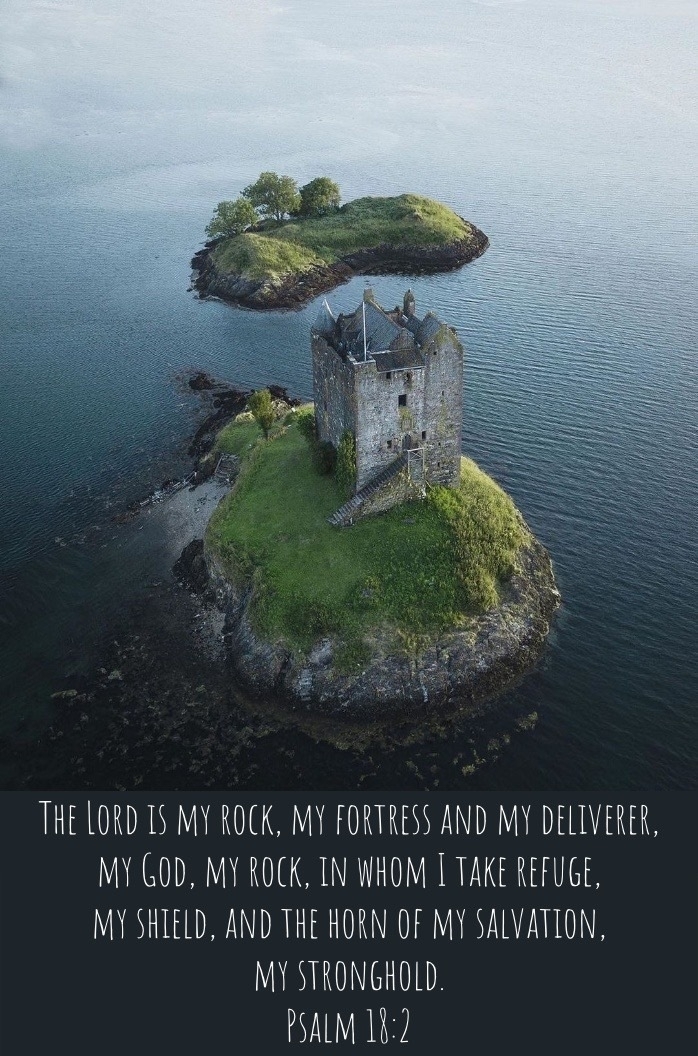 The Lord is my rock, my fortress and my deliverer,
my God, my rock, in whom I take refuge,
my shield, and the horn of my salvation,
my stronghold.
Psalm 18:2